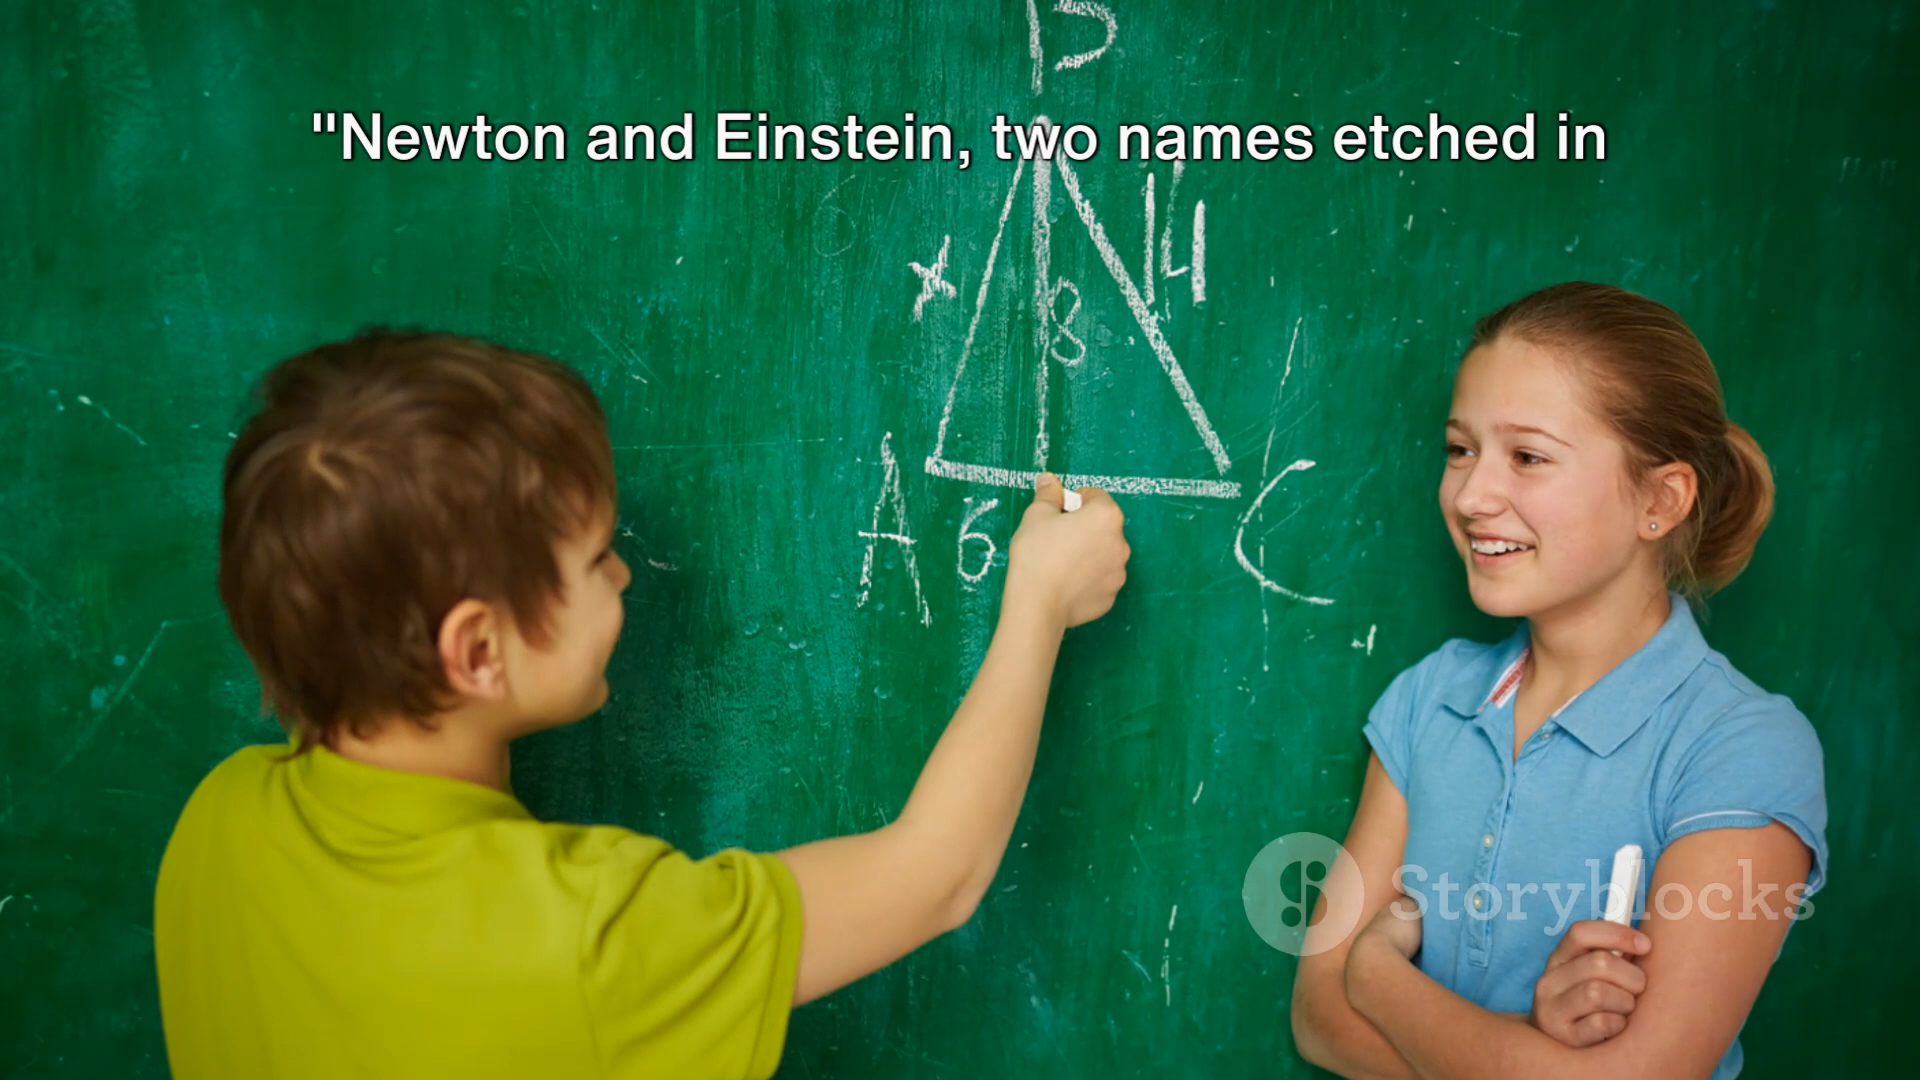 B
"Newton and Einstein, two names etched in
x
8
14
A
6
C
Storyblocks